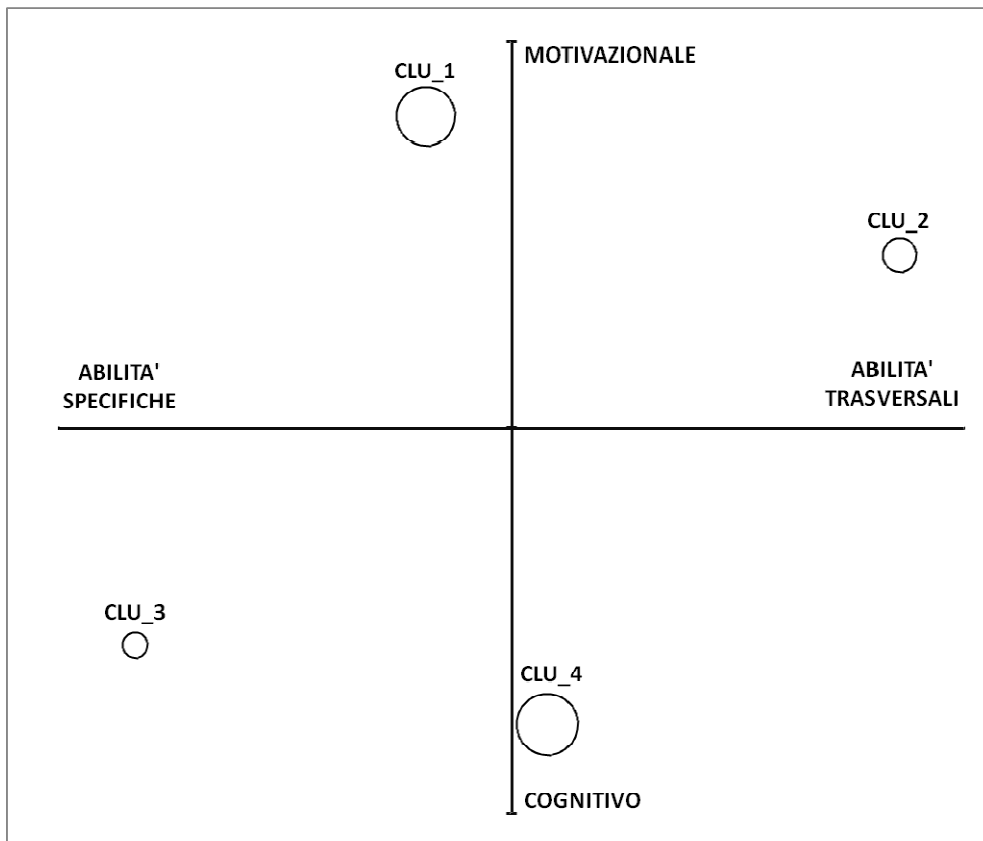 MOTIVAZIONALE
CLU_1
CLU_2
ABILITA'
SPECIFICHE
ABILITA'
TRASVERSALI
CLU_3
CLU_4
COGNITIVO